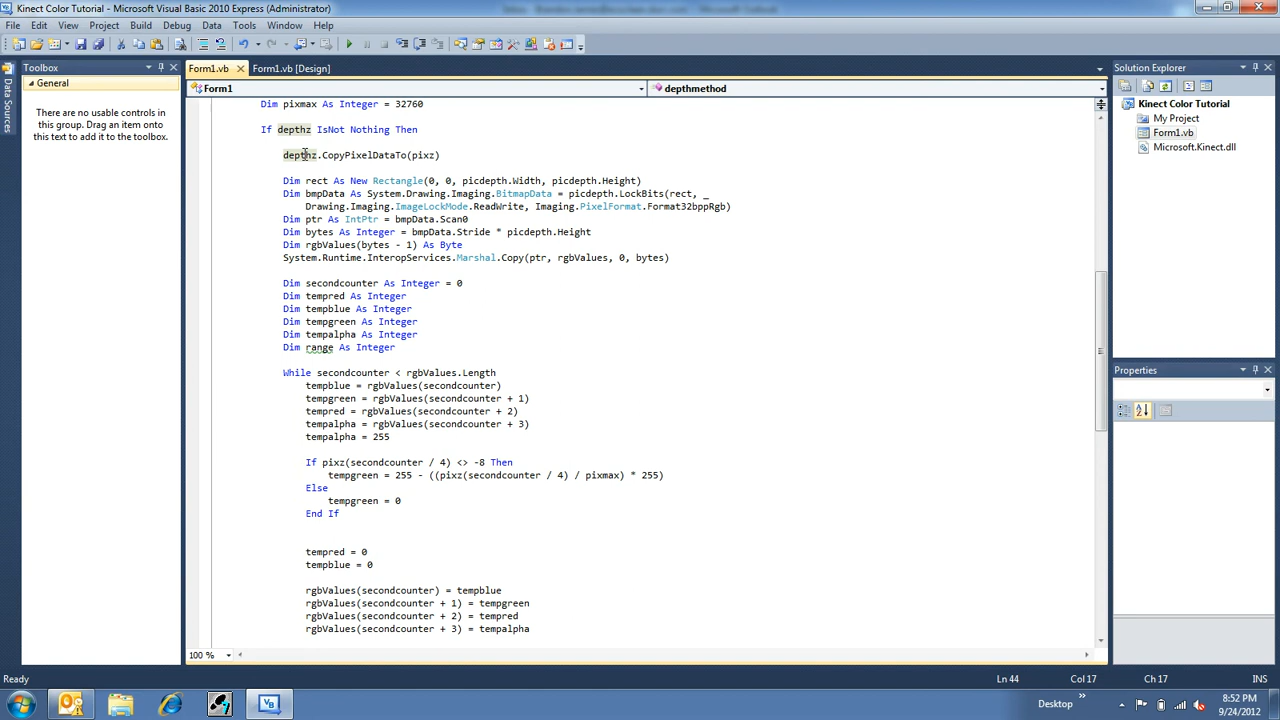 Kinect Color Tutorial - Microsoft Visual Basic 2010 Express (Administrator)
File Edit View Project Build Debug Data Tools Window Help
Toolbox
Form1.vb
Form1.vb [Design]
Solution Explorer
General
There are no usable controls in
this group. Drag an item onto
this text to add it to the toolbox.
Data Sources
Form1
depthmethod
Dim pixmax As Integer = 32760
If depthz IsNot Nothing Then
depthz.CopyPixelDataTo(pixz)
Dim rect As New Rectangle(0, 0, picdepth.Width, picdepth.Height)
Dim bmpData As System.Drawing.Imaging.BitmapData = picdepth.LockBits(rect, _
Drawing.Imaging.ImageLockMode.ReadWrite, Imaging.PixelFormat.Format32bppRgb)
Dim ptr As IntPtr = bmpData.Scan0
Dim bytes As Integer = bmpData.Stride * picdepth.Height
Dim rgbValues(bytes - 1) As Byte
System.Runtime.InteropServices.Marshal.Copy(ptr, rgbValues, 0, bytes)
Dim secondcounter As Integer = 0
Dim tempred As Integer
Dim tempblue As Integer
Dim tempgreen As Integer
Dim tempalpha As Integer
Dim range As Integer
While secondcounter < rgbValues.Length
tempblue = rgbValues(secondcounter)
tempgreen = rgbValues(secondcounter + 1)
tempred = rgbValues(secondcounter + 2)
tempalpha = rgbValues(secondcounter + 3)
tempalpha = 255
If pixz(secondcounter / 4) <> -8 Then
tempgreen = 255 - ((pixz(secondcounter / 4) / pixmax) * 255)
Else
tempgreen = 0
End If
tempred = 0
tempblue = 0
rgbValues(secondcounter) = tempblue
rgbValues(secondcounter + 1) = tempgreen
rgbValues(secondcounter + 2) = tempred
rgbValues(secondcounter + 3) = tempalpha
100 %
Kinect Color Tutorial
My Project
Form1.vb
Microsoft.Kinect.dll
Properties
Ready
Ln 44
Col 17
Ch 17
INS
Desktop
8:52 PM
9/24/2012